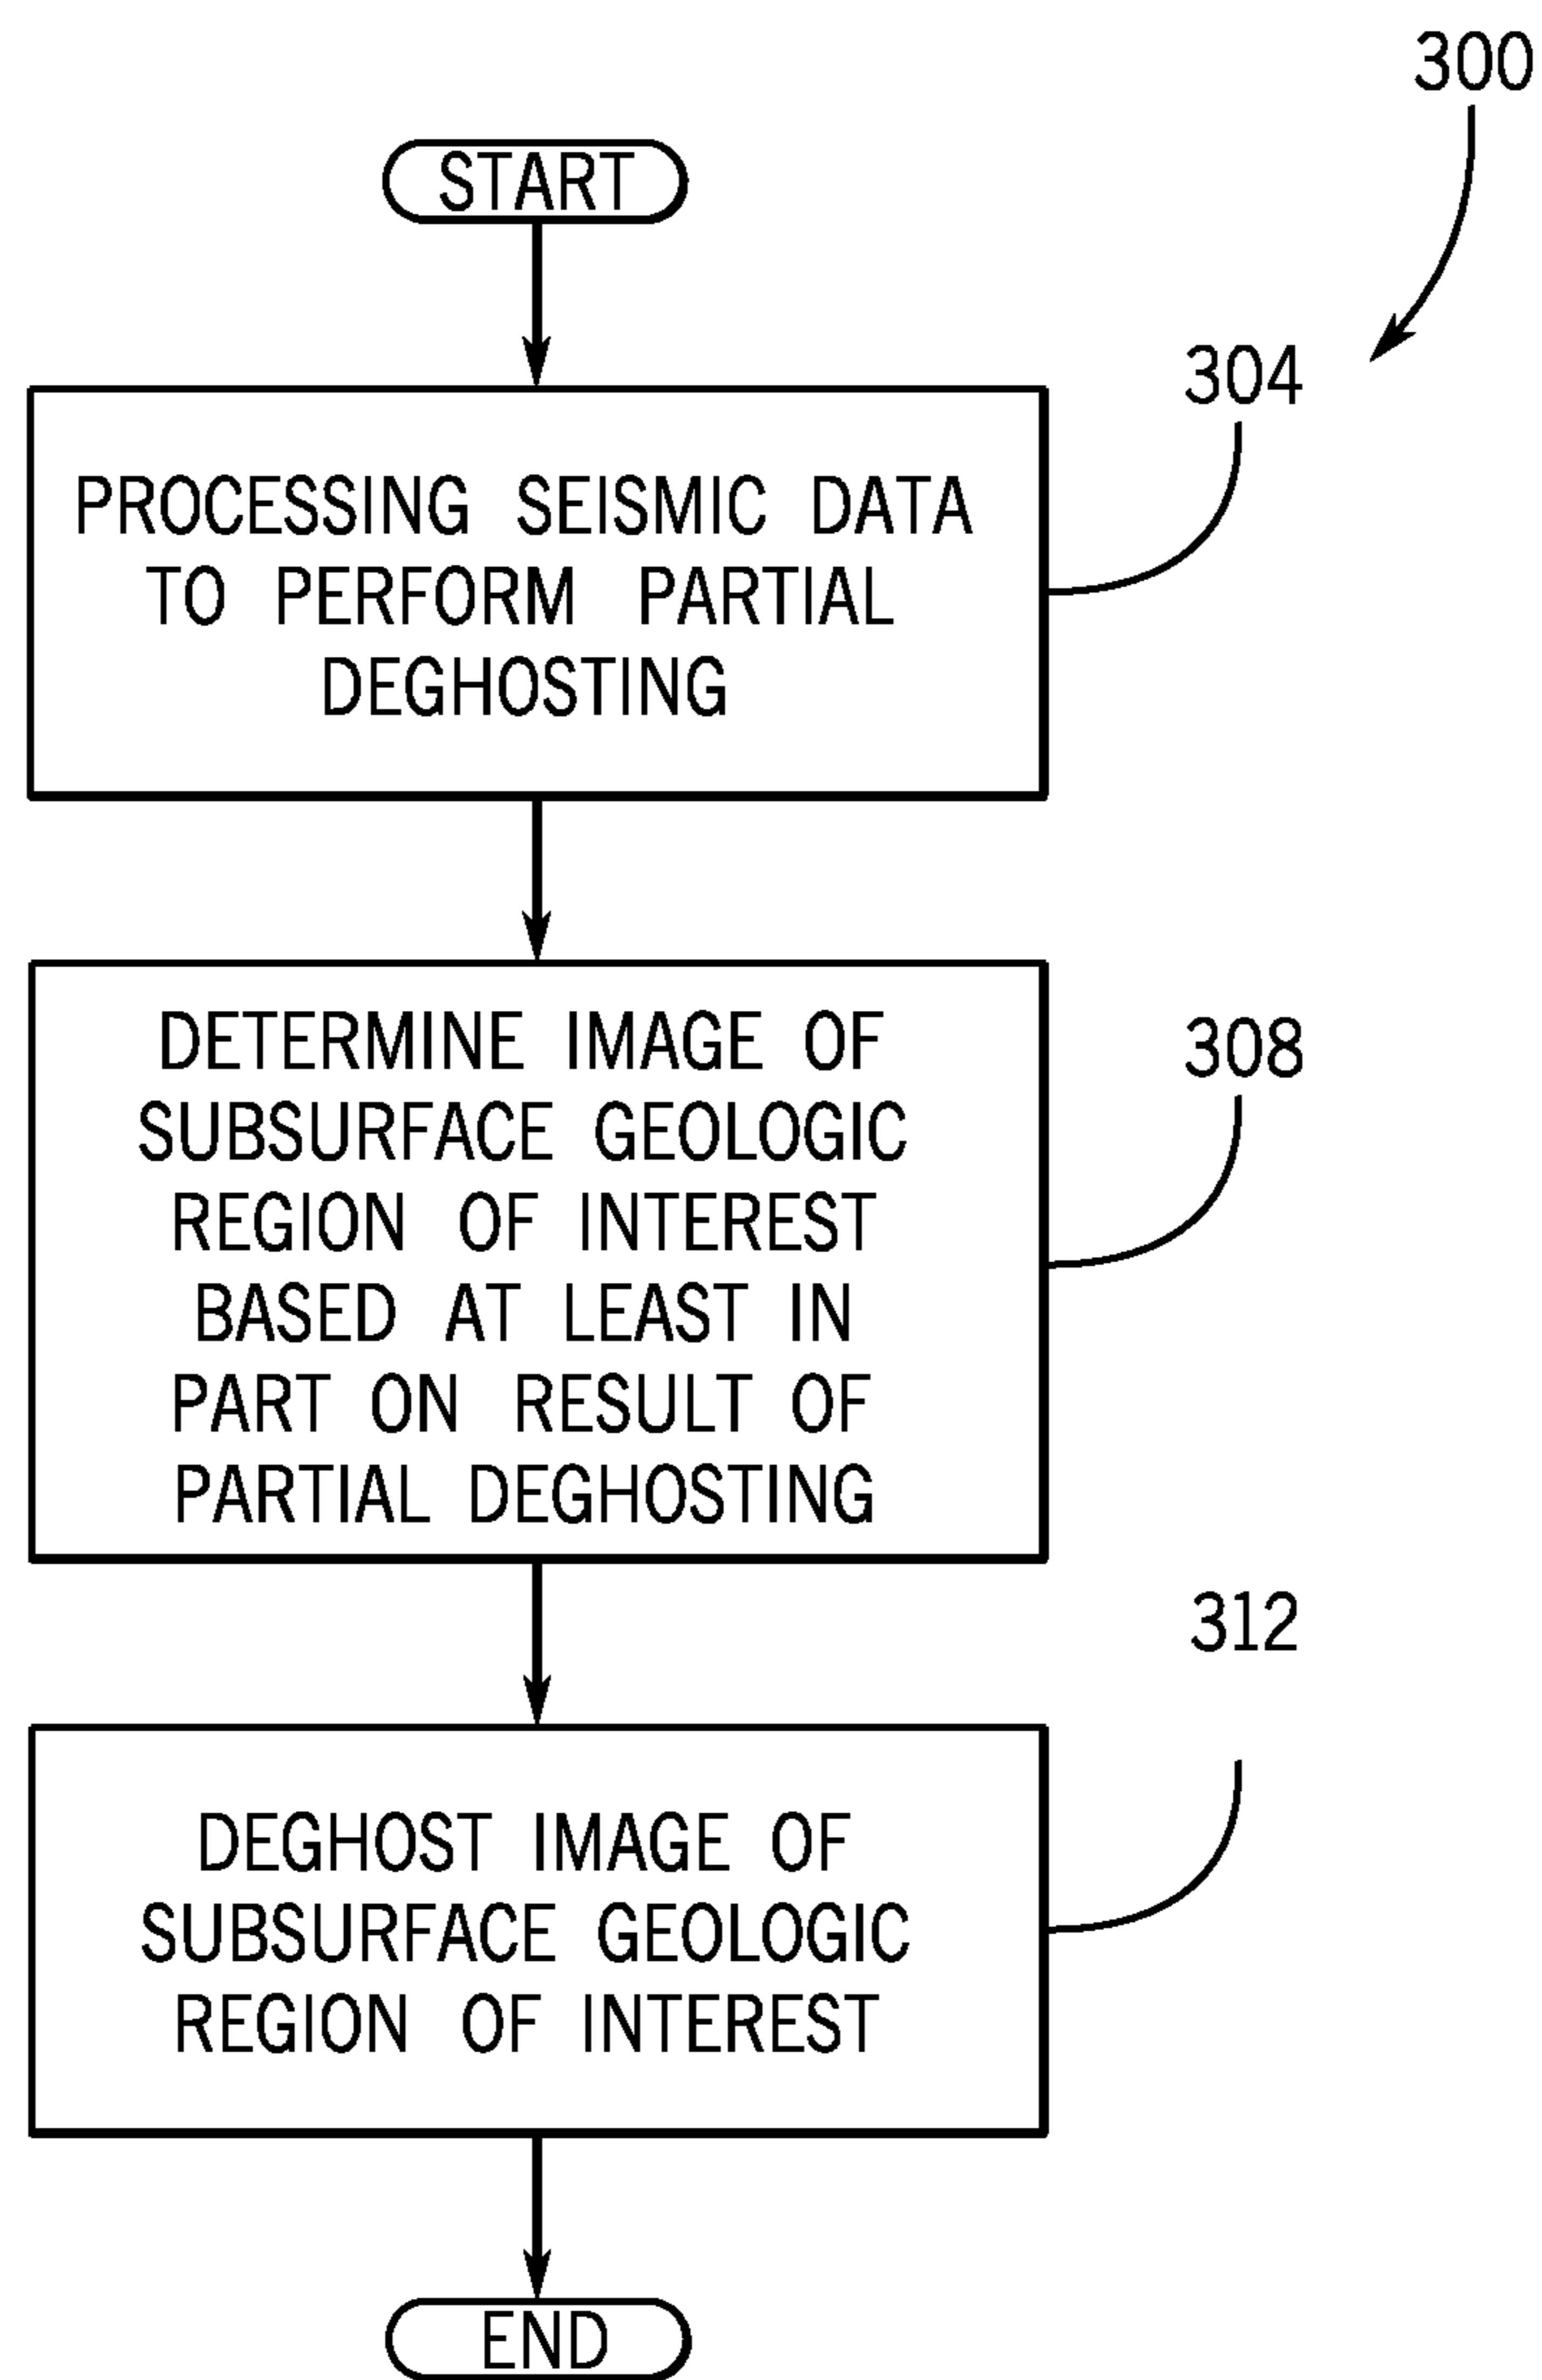 300
START
304
PROCESSING SEISMIC DATA
TO PERFORM PARTIAL
DEGHOSTING
308
DETERMINE IMAGE OF
SUBSURFACE GEOLOGIC
REGION OF INTEREST
BASED AT LEAST IN
PART ON RESULT OF
PARTIAL DEGHOSTING
312
DEGHOST IMAGE OF
SUBSURFACE GEOLOGIC
REGION OF INTEREST
END